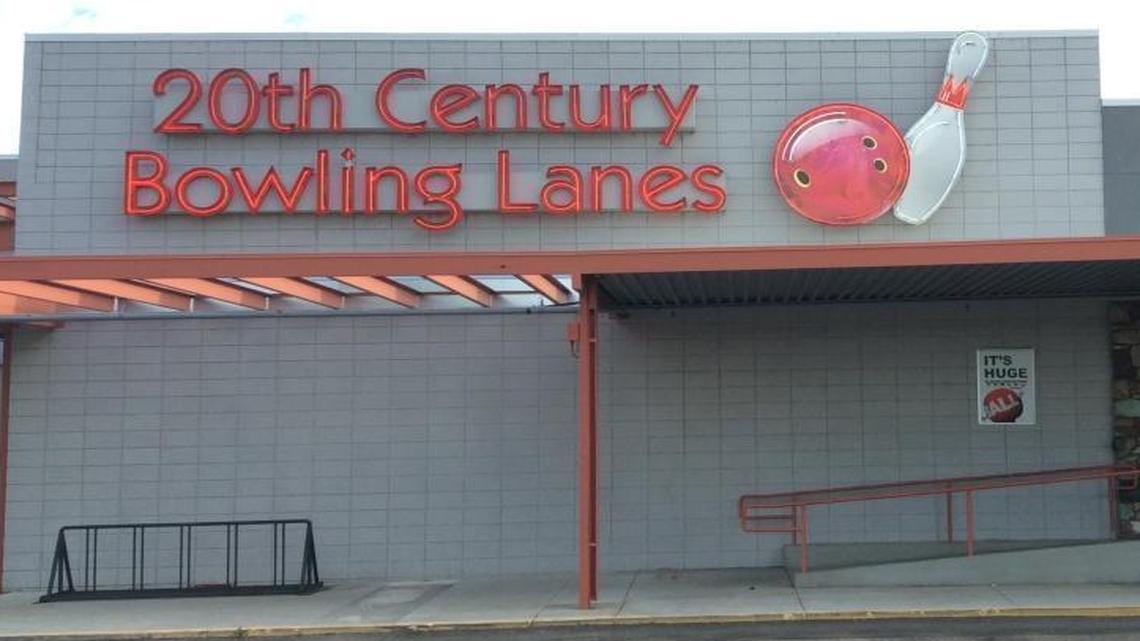 20th Century
Bowling Lanes
IT'S
HUGE